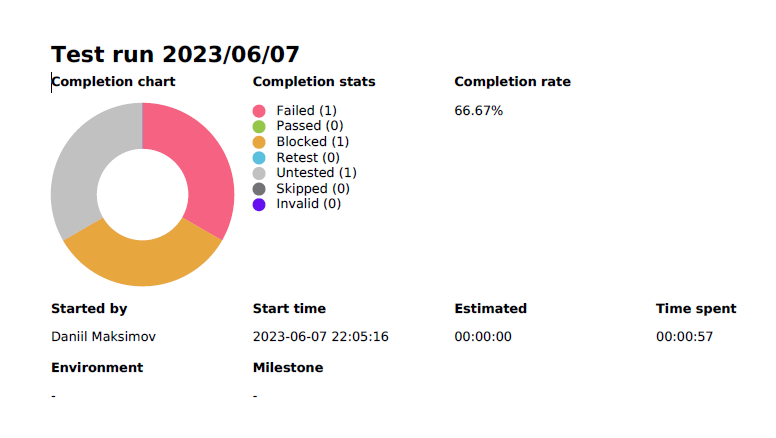 Test run 2023/06/07
Completion chart
Completion stats
Completion rate
Failed (1)
Passed (0)
Blocked (1)
Retest (0)
Untested (1)
Skipped (0)
Invalid (0)
66.67%
Started by
Start time
Estimated
Time spent
Daniil Maksimov
2023-06-07 22:05:16
00:00:00
00:00:57
Environment
Milestone
-
-